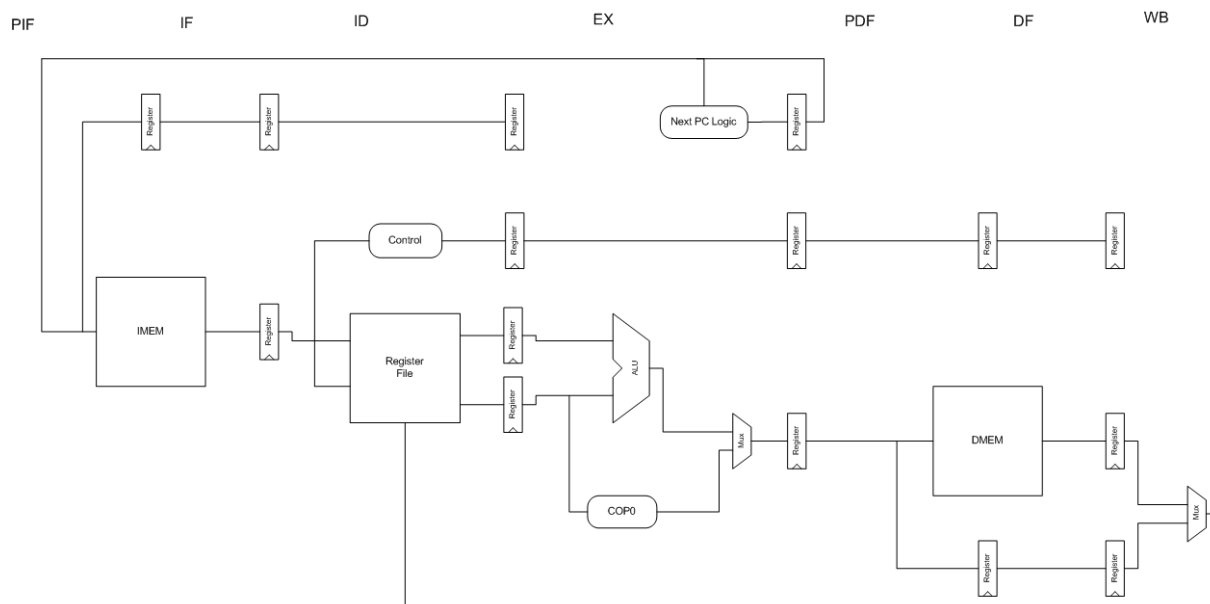 PIF
IF
ID
EX
PDF
DF
WB
Register
Register
Register
Next PC Logic
Register
Control
Register
Register
Register
Register
IMEM
Register
Register
File
Register
Register
ALU
Mux
COP0
Register
DMEM
Register
Register
Register
Mux